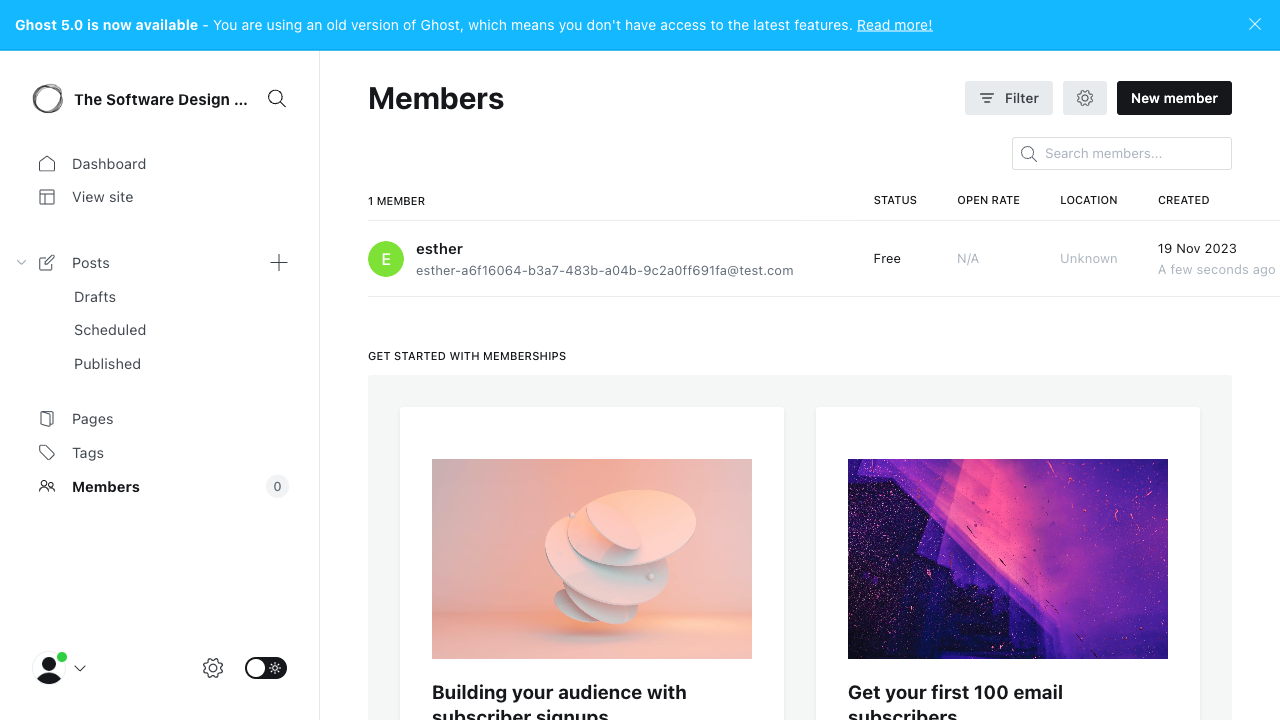 Ghost 5.0 is now available - You are using an old version of Ghost, which means you don't have access to the latest features. Read more!
The Software Design ...
Dashboard
View site
Posts
Drafts
Scheduled
Published
Pages
Tags
Members 0
Members
Filter
New member
Search members...
1 MEMBER STATUS OPEN RATE LOCATION CREATED
E
esther
esther-a6f16064-b3a7-483b-a04b-9c2a0ff691fa@test.com
Free
N/A
Unknown
19 Nov 2023
A few seconds ago
GET STARTED WITH MEMBERSHIPS
Building your audience with
subscriber signups
Get your first 100 email
subscribers